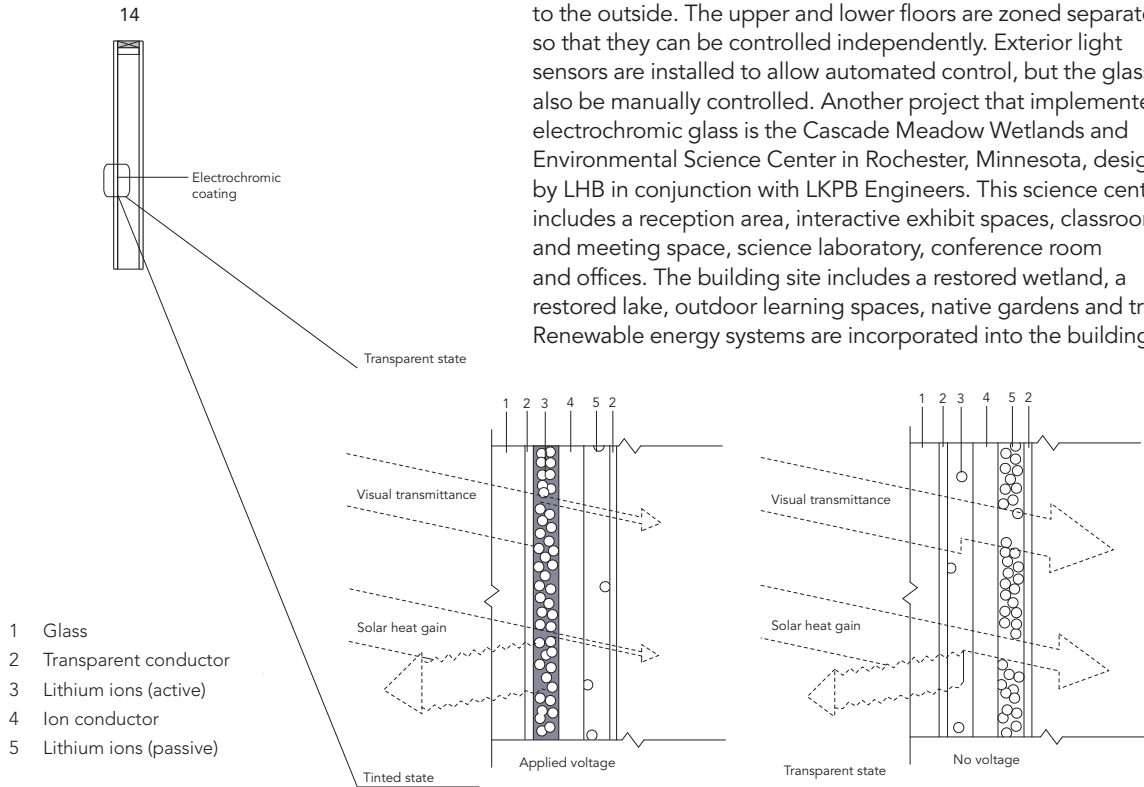 14
to the outside. The upper and lower floors are zoned
so that they can be controlled independently. Exterior light
sensors are installed to allow automated control, but the
also be manually controlled. Another project that
electrochromic glass is the Cascade Meadow Wetlands and
Environmental Science Center in Rochester, Minnesota,
by LHB in conjunction with LKPB Engineers. This science
includes a reception area, interactive exhibit spaces,
and meeting space, science laboratory, conference room
and offices. The building site includes a restored wetland, a
restored lake, outdoor learning spaces, native gardens and
Renewable energy systems are incorporated into the building
Electrochromic
coating
Transparent state
1 2 3 4 5 2
Visual transmittance
Solar heat gain
Applied voltage
Tinted state
1 2 3 4 5 2
Visual transmittance
Solar heat gain
No voltage
Transparent state
1 Glass
2 Transparent conductor
3 Lithium ions (active)
4 Ion conductor
5 Lithium ions (passive)